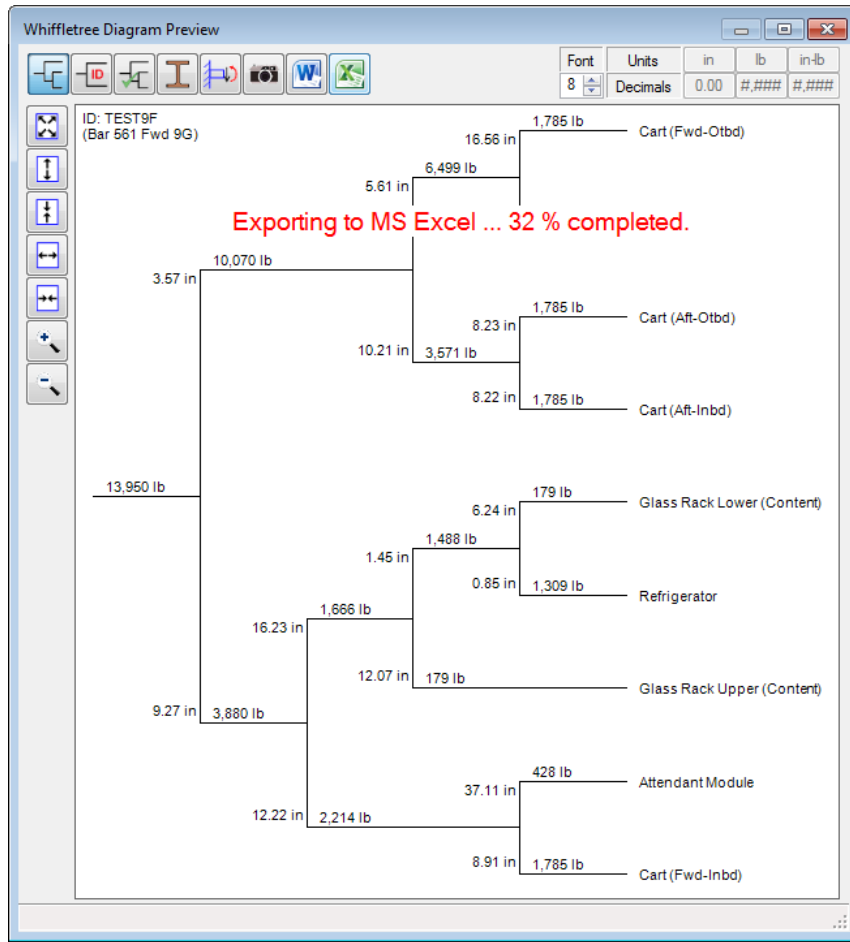 Whiffletree Diagram Preview
Font Units in lb in-lb
8 Decimals 0.00 #,### #,###
ID
ID: TEST9F
(Bar 561 Fwd 9G)
1,785 lb
16.56 in
Cart (Fwd-Otbd)
6,499 lb
5.61 in
Exporting to MS Excel ... 32 % completed.
10,070 lb
3.57 in
1,785 lb
8.23 in
Cart (Aft-Otbd)
10.21 in
3,571 lb
8.22 in
1,785 lb
Cart (Aft-Inbd)
13,950 lb
179 lb
6.24 in
Glass Rack Lower (Content)
1,488 lb
1.45 in
0.85 in
1,309 lb
Refrigerator
1,666 lb
16.23 in
12.07 in
179 lb
Glass Rack Upper (Content)
9.27 in
3,880 lb
428 lb
37.11 in
Attendant Module
12.22 in
2,214 lb
8.91 in
1,785 lb
Cart (Fwd-Inbd)